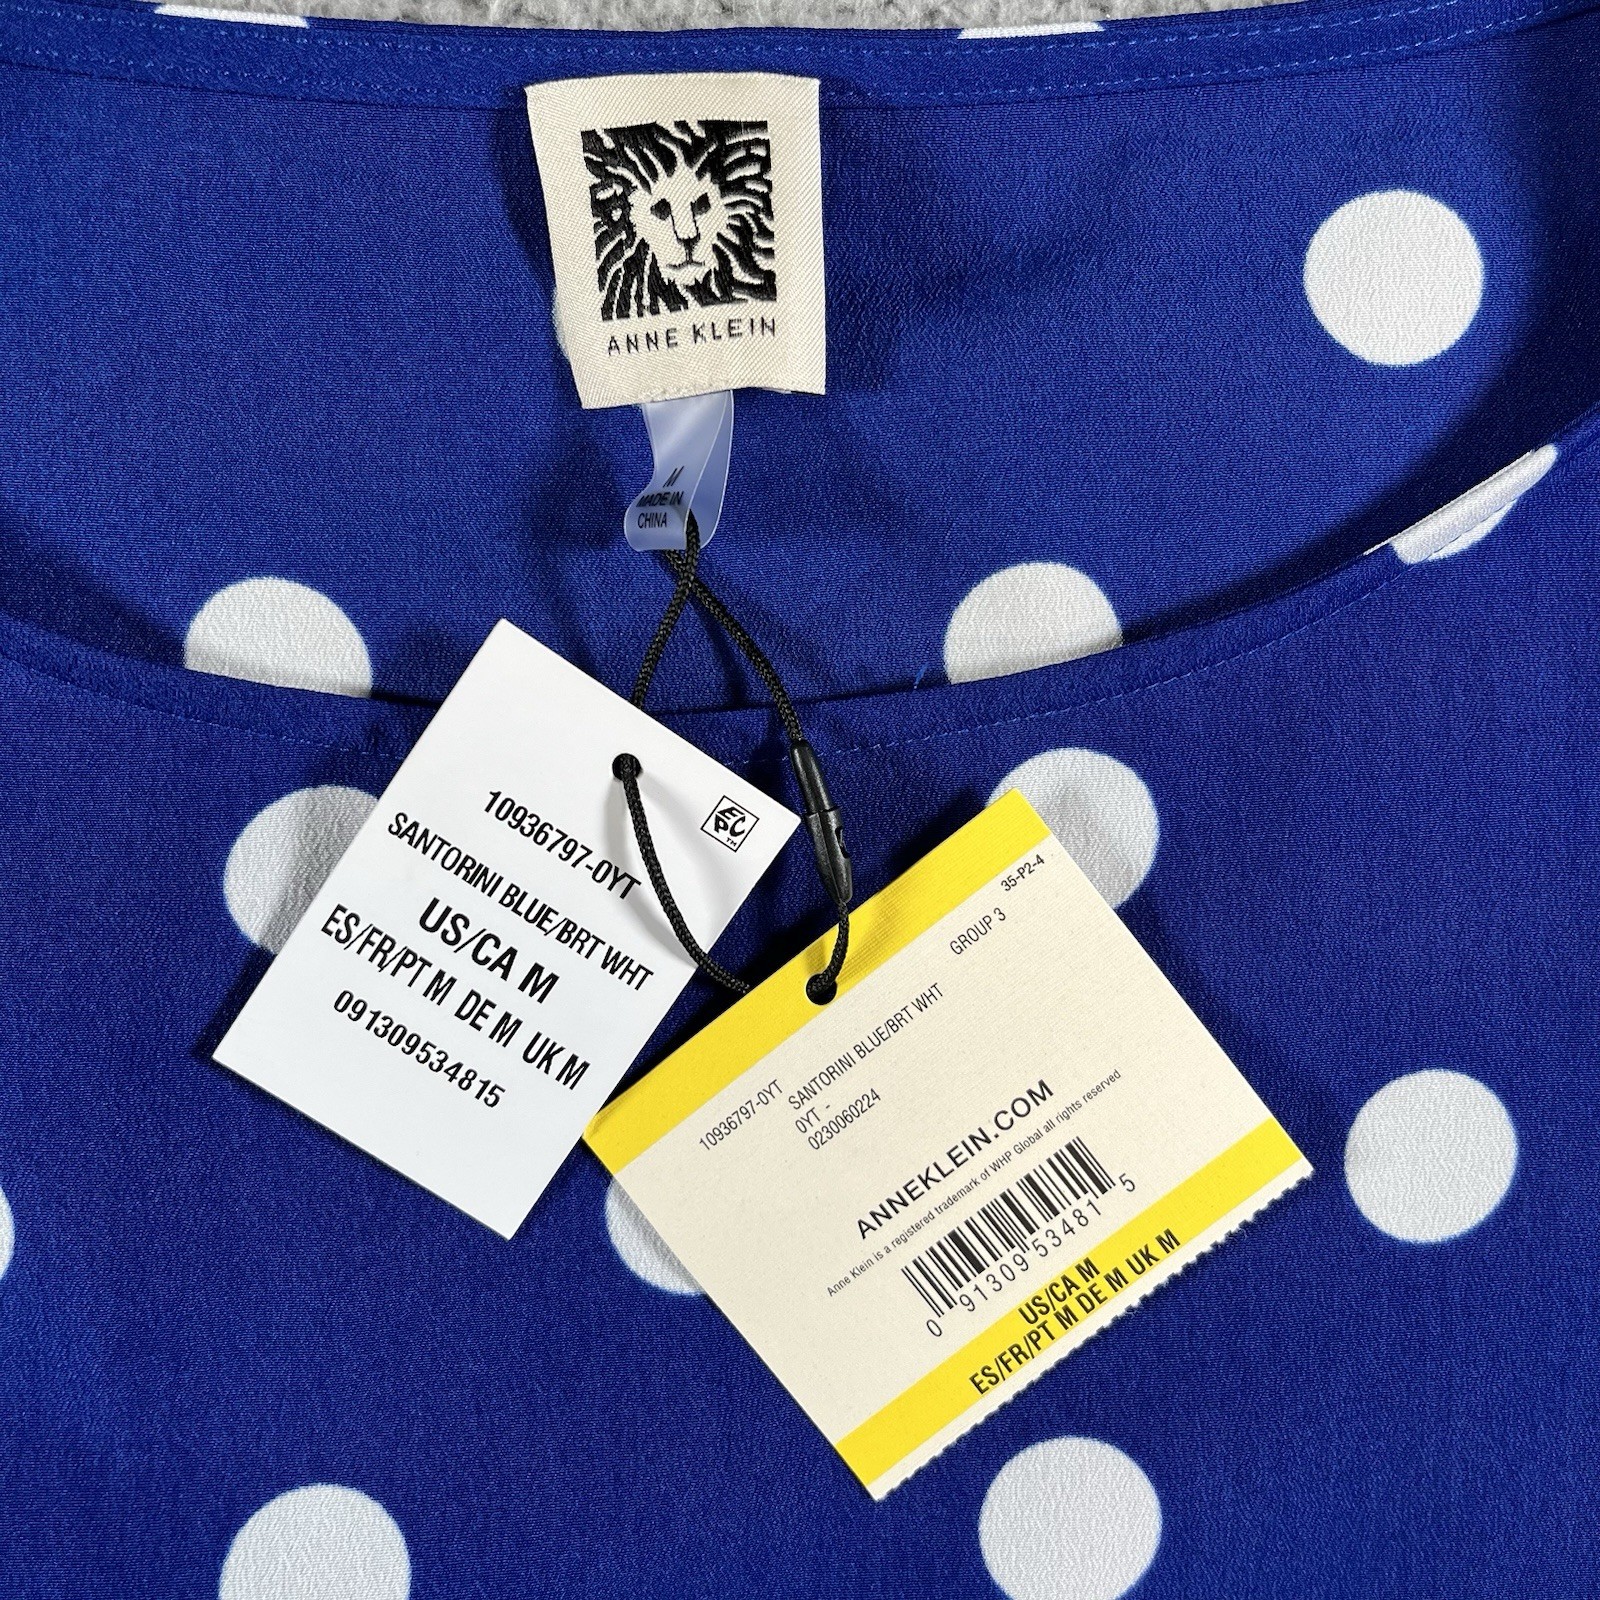 ANNE KLEIN
M
MADE IN
CHINA
EPC™
10936797-0YT
SANTORINI BLUE/BRT WHT
US/CA M
ES/FR/PT M DE M UK M
091309534815
35-P2-4
GROUP 3
10936797-0YT
SANTORINI BLUE/BRT WHT
0YT -
0230060224
ANNEKLEIN.COM
Anne Klein is a registered trademark of WHP Global all rights reserved
0 91309 53481 5
US/CA M
ES/FR/PT M DE M UK M